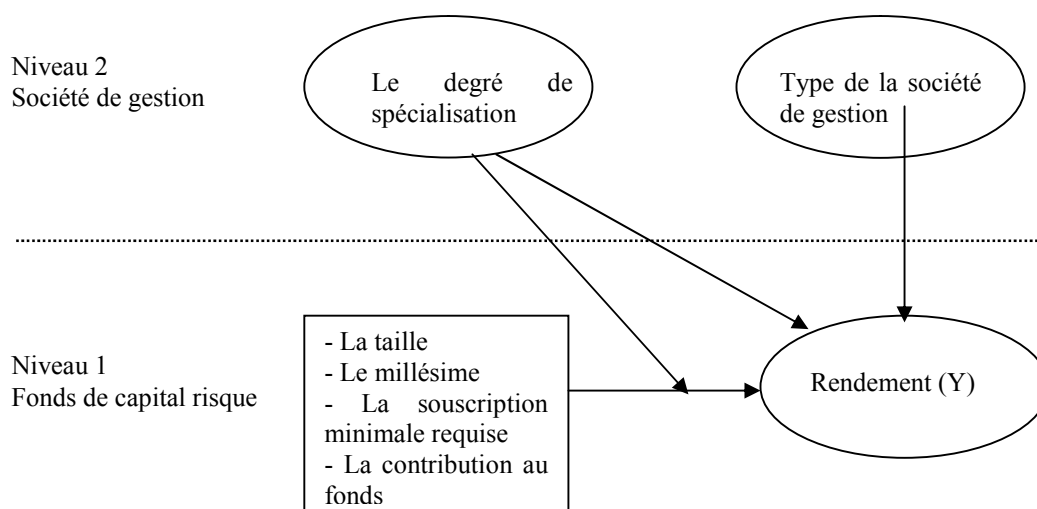 Niveau 2
Société de gestion
Le degré de
spécialisation
Type de la société
de gestion
Niveau 1
Fonds de capital risque
- La taille
- Le millésime
- La souscription
minimale requise
- La contribution au
fonds
Rendement (Y)